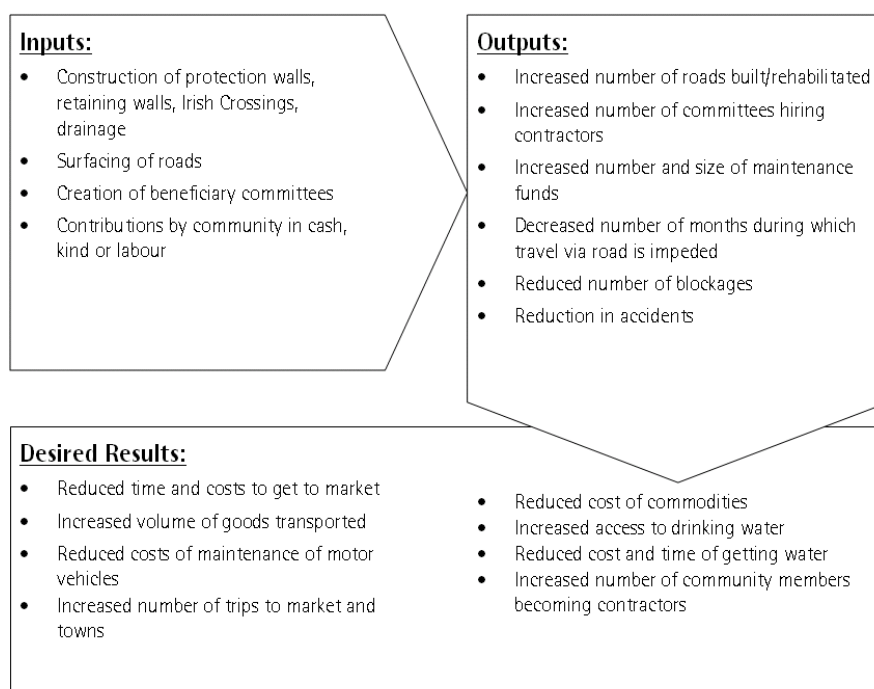 Inputs:
• Construction of protection walls,
retaining walls, Irish Crossings,
drainage
• Surfacing of roads
• Creation of beneficiary committees
• Contributions by community in cash,
kind or labour
Outputs:
• Increased number of roads built/rehabilitated
• Increased number of committees hiring
contractors
• Increased number and size of maintenance
funds
• Decreased number of months during which
travel via road is impeded
• Reduced number of blockages
• Reduction in accidents
Desired Results:
• Reduced time and costs to get to market
• Increased volume of goods transported
• Reduced costs of maintenance of motor
vehicles
• Increased number of trips to market and
towns
• Reduced cost of commodities
• Increased access to drinking water
• Reduced cost and time of getting water
• Increased number of community members
becoming contractors